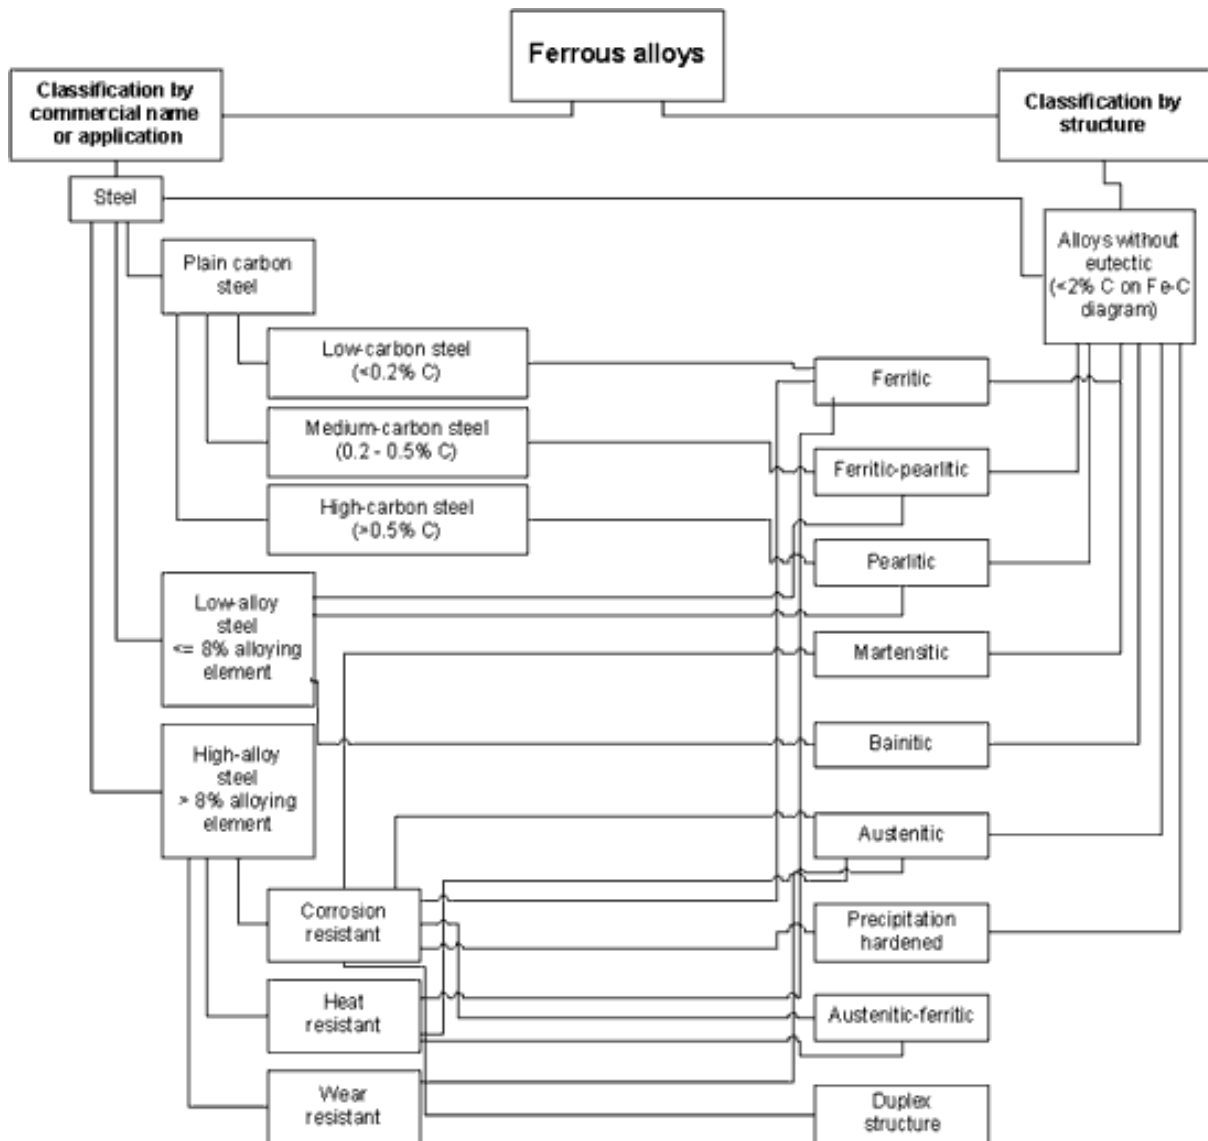 Ferrous alloys
Classification by
commercial name
or application
Classification by
structure
Steel
Alloys without
eutectic
(<2% C on Fe-C
diagram)
Plain carbon
steel
Low-carbon steel
(<0.2% C)
Ferritic
Medium-carbon steel
(0.2 - 0.5% C)
Ferritic-pearlitic
High-carbon steel
(>0.5% C)
Pearlitic
Low-alloy
steel
<= 8% alloying
element
Martensitic
Bainitic
High-alloy
steel
> 8% alloying
element
Austenitic
Corrosion
resistant
Precipitation
hardened
Heat
resistant
Austenitic-ferritic
Wear
resistant
Duplex
structure